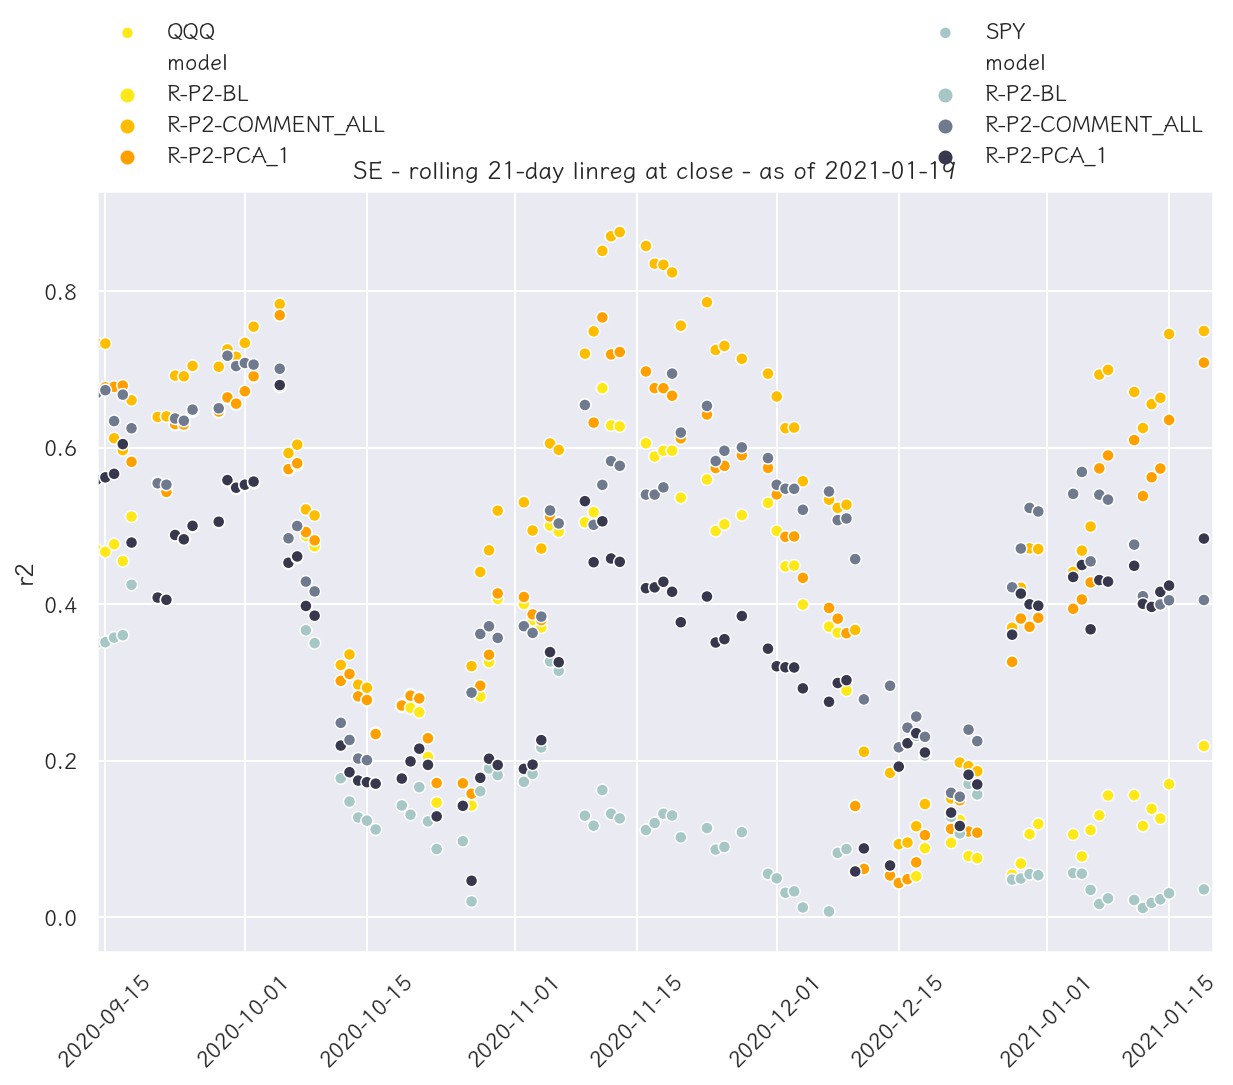 QQQ
model
R-P2-BL
R-P2-COMMENT_ALL
R-P2-PCA_1
SPY
model
R-P2-BL
R-P2-COMMENT_ALL
R-P2-PCA_1
SE - rolling 21-day linreg at close - as of 2021-01-19
0.8
0.6
0.4
0.2
0.0
r2
2020-09-15
2020-10-01
2020-10-15
2020-11-01
2020-11-15
2020-12-01
2020-12-15
2021-01-01
2021-01-15